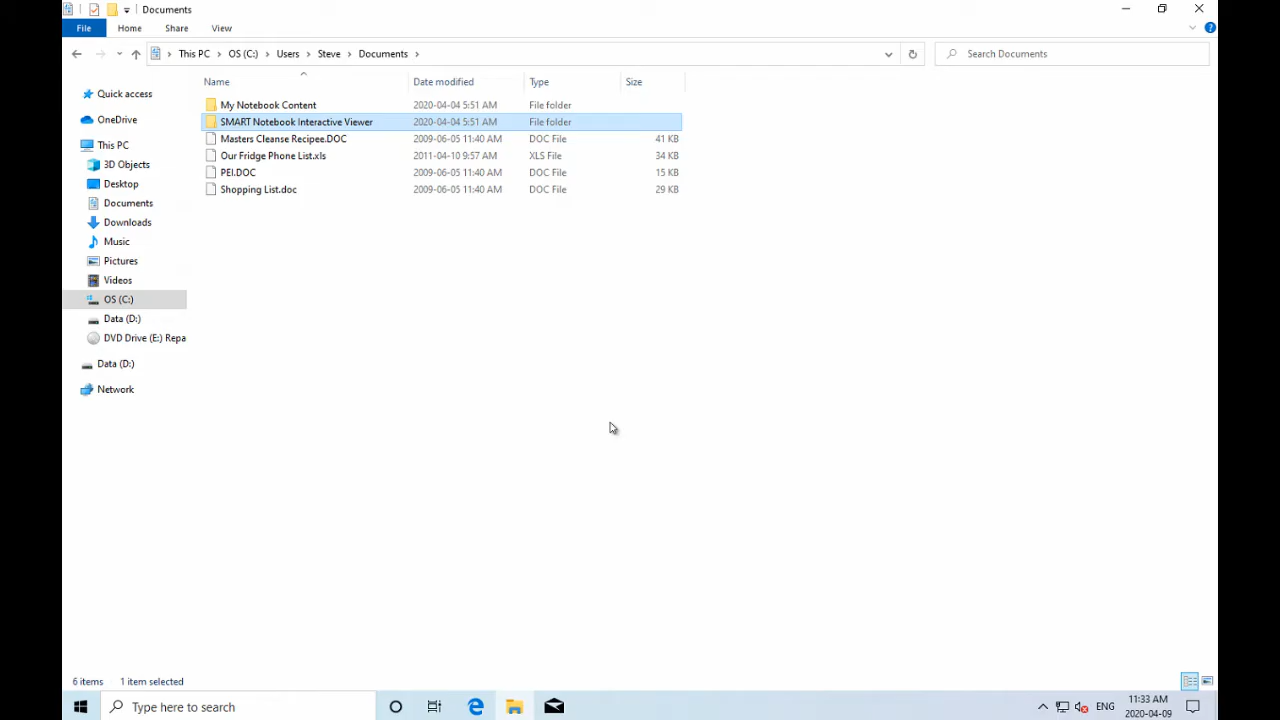 Documents
File Home Share View
This PC OS (C:) Users Steve Documents Search Documents
Name Date modified Type Size
Quick access
OneDrive
This PC
3D Objects
Desktop
Documents
Downloads
Music
Pictures
Videos
OS (C:)
Data (D:)
DVD Drive (E:) Repa
Data (D:)
Network
My Notebook Content 2020-04-04 5:51 AM File folder
SMART Notebook Interactive Viewer 2020-04-04 5:51 AM File folder
Masters Cleanse Recipee.DOC 2009-06-05 11:40 AM DOC File 41 KB
Our Fridge Phone List.xls 2011-04-10 9:57 AM XLS File 34 KB
PEI.DOC 2009-06-05 11:40 AM DOC File 15 KB
Shopping List.doc 2009-06-05 11:40 AM DOC File 29 KB
6 items 1 item selected
Type here to search
ENG
11:33 AM
2020-04-09